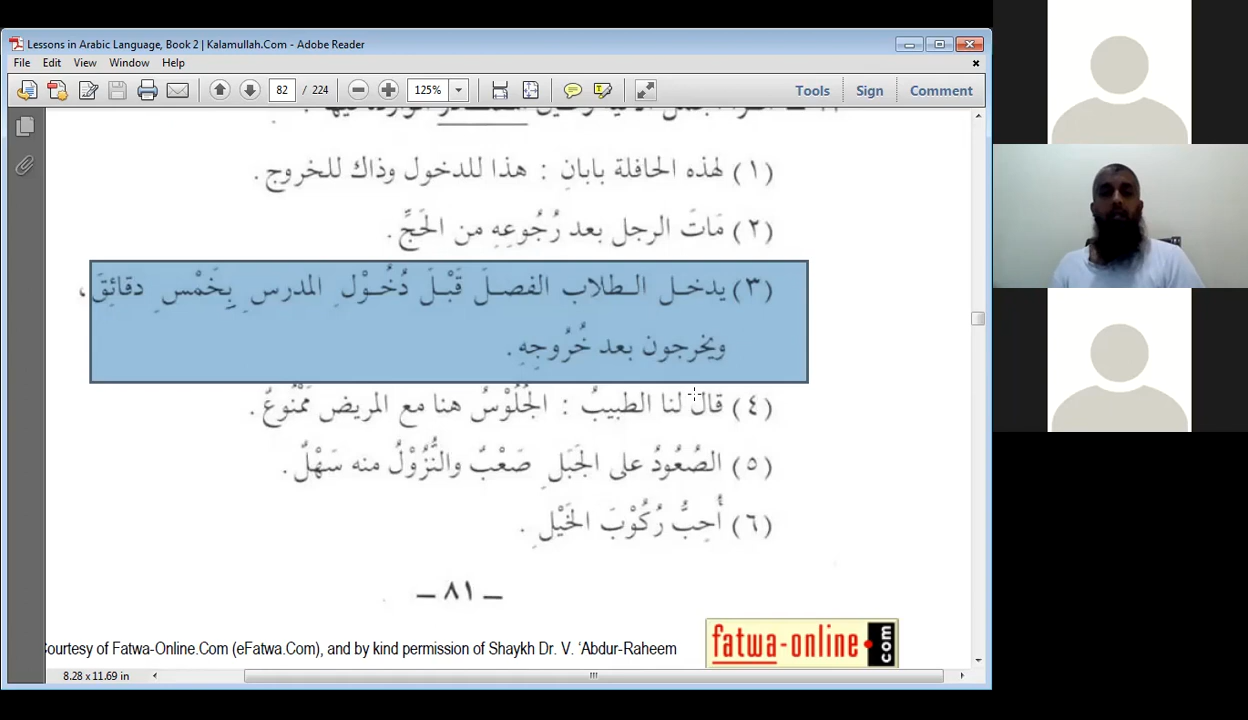 Lessons in Arabic Language, Book 2 | Kalamullah.Com - Adobe Reader
File Edit View Window Help
82 / 224 125% Tools Sign Comment
(١) لهذه الحافلة بابانِ : هذا للدخول وذاك للخروج .
(٢) مَاتَ الرجل بعد رُجُوعِهِ من الحَجِّ .
(٣) يدخل الطلاب الفصلَ قَبْلَ دُخُوْلِ المدرسِ بِخَمْسِ دقائِقَ ،
ويخرجون بعد خُرُوجِهِ .
(٤) قالَ لنا الطبيبُ : الجُلُوْسُ هنا مع المريض مَمْنُوعٌ .
(٥) الصُعُودُ على الجَبَلِ صَعْبٌ والنُّزُوْلُ منه سَهْلٌ .
(٦) أُحِبُّ رُكُوْبَ الخَيْلِ .
– ٨١ –
Courtesy of Fatwa-Online.Com (eFatwa.Com), and by kind permission of Shaykh Dr. V. ‘Abdur-Raheem
fatwa-online.com
8.28 x 11.69 in